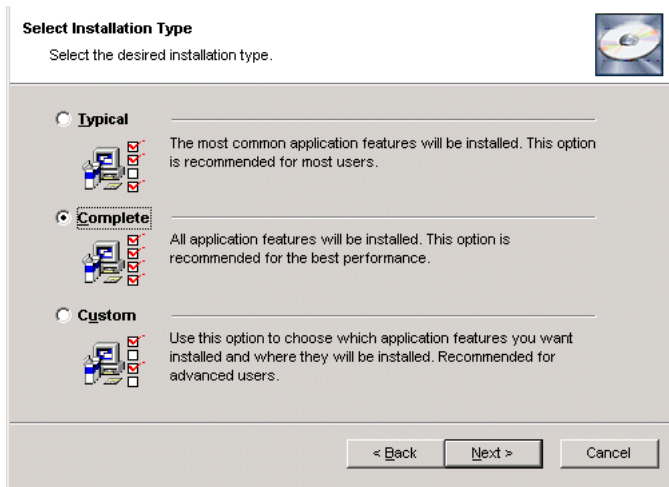 Select Installation Type
Select the desired installation type.
Typical
The most common application features will be installed. This option
is recommended for most users.
Complete
All application features will be installed. This option is
recommended for the best performance.
Custom
Use this option to choose which application features you want
installed and where they will be installed. Recommended for
advanced users.
< Back
Next >
Cancel